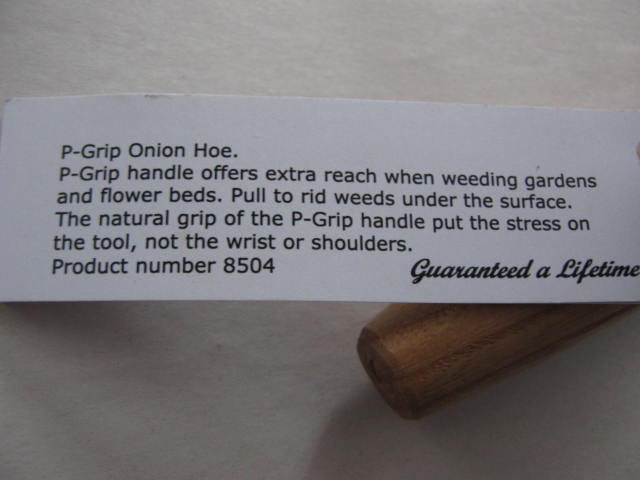 P-Grip Onion Hoe.
P-Grip handle offers extra reach when weeding gardens
and flower beds. Pull to rid weeds under the surface.
The natural grip of the P-Grip handle put the stress on
the tool, not the wrist or shoulders.
Product number 8504
Guaranteed a Lifetime